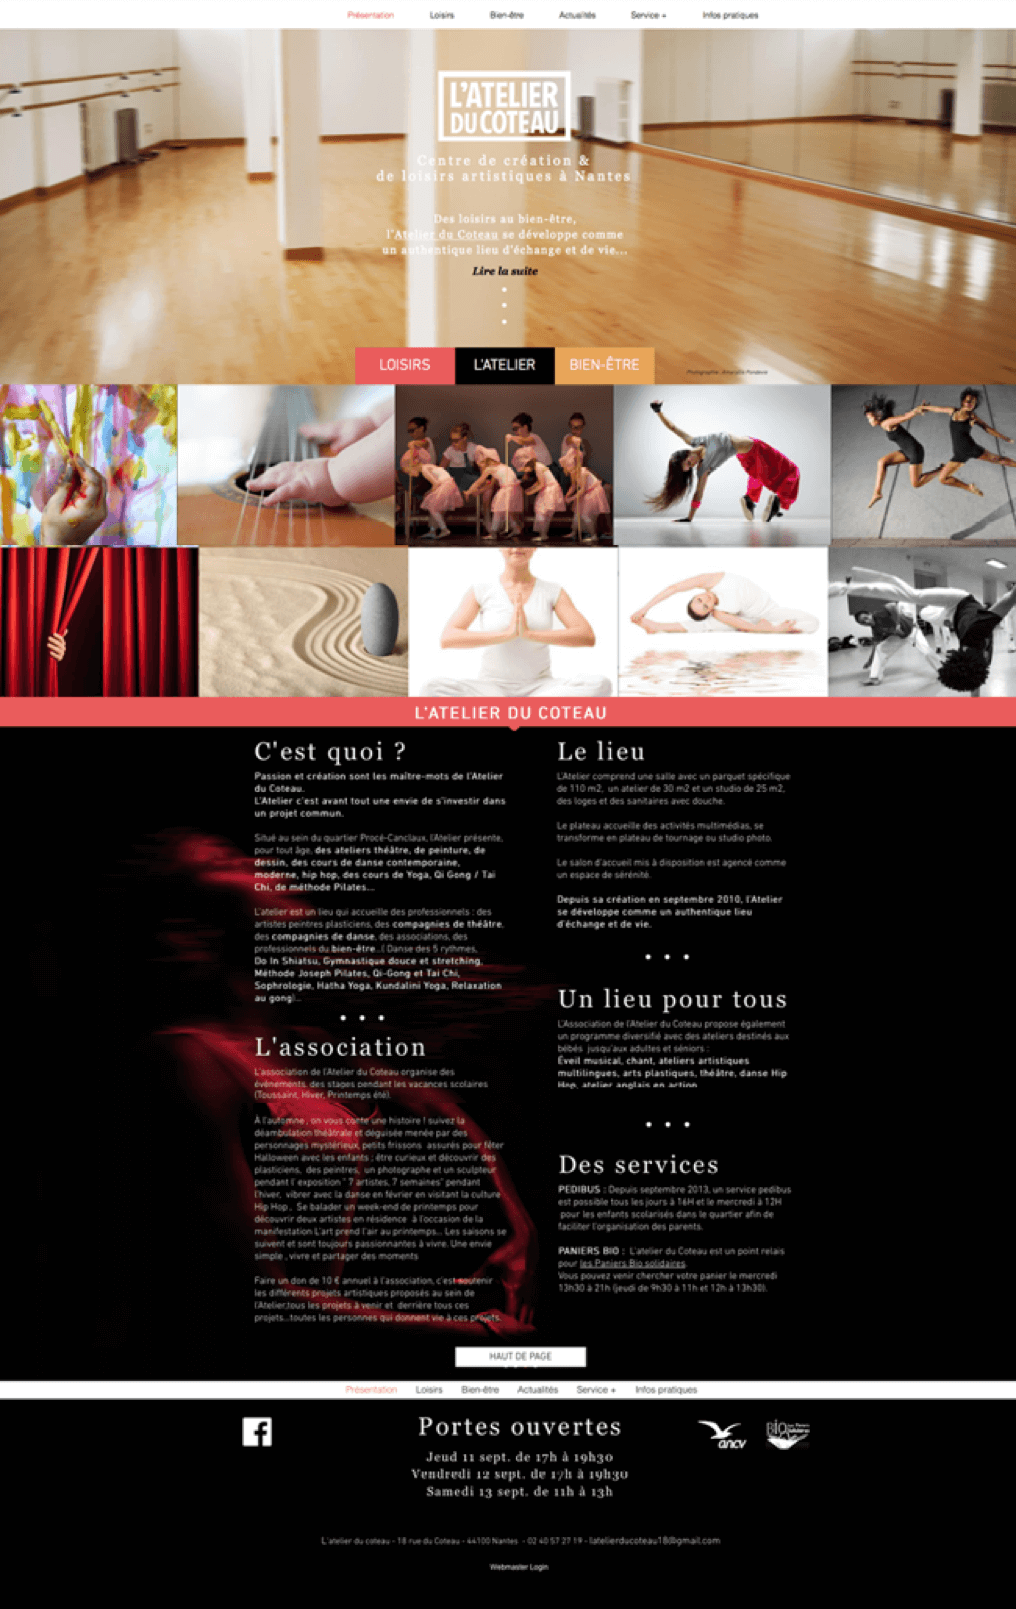 Présentation Loisirs Bien-être Actualités Service + Infos pratiques
L'ATELIER
DU COTEAU
Centre de création &
de loisirs artistiques à Nantes
Des loisirs au bien-être,
l'Atelier du Coteau se développe comme
un authentique lieu d'échange et de vie...
Lire la suite
LOISIRS L'ATELIER BIEN-ÊTRE
Photographie
L'ATELIER DU COTEAU
C'est quoi ?
Passion et création sont les maître-mots de l'Atelier
du Coteau.
L'Atelier c'est avant tout une envie de s'investir dans
un projet commun.
Situé au sein du quartier Procé-Canclaux, l'Atelier présente,
pour tout âge, des ateliers théâtre, de peinture, de
dessin, des cours de danse contemporaine,
moderne, hip hop, des cours de Yoga, Qi Gong / Tai
Chi, de méthode Pilates...
L'atelier est un lieu qui accueille des professionnels : des
artistes peintres plasticiens, des compagnies de théâtre,
des compagnies de danse, des associations, des
professionnels du bien-être...( Danse des 5 rythmes,
Do In Shiatsu, Gymnastique douce et stretching,
Méthode Joseph Pilates, Qi-Gong et Tai Chi,
Sophrologie, Hatha Yoga, Kundalini Yoga, Relaxation
au gong)...
L'association
L'association de l'Atelier du Coteau organise des
événements, des stages pendant les vacances scolaires
(Toussaint, Hiver, Printemps été).
À l'automne , on vous conte une histoire ! suivez la
déambulation théâtrale et déguisée menée par des
personnages mystérieux, petits frissons assurés pour fêter
Halloween avec les enfants ; être curieux et découvrir des
plasticiens, des peintres, un photographe et un sculpteur
pendant l' exposition " 7 artistes, 7 semaines" pendant
l'hiver, vibrer avec la danse en février en visitant la culture
Hip Hop , Se balader un week-end de printemps pour
découvrir deux artistes en résidence à l'occasion de la
manifestation L'art prend l'air au printemps... Les saisons se
suivent et sont toujours passionnantes à vivre. Une envie
simple , vivre et partager des moments
Faire un don de 10 € annuel à l'association, c'est soutenir
les différents projets artistiques proposés au sein de
l'Atelier,tous les projets à venir et derrière tous ces
projets...toutes les personnes qui donnent vie à ces projets.
Le lieu
L'Atelier comprend une salle avec un parquet spécifique
de 110 m2, un atelier de 30 m2 et un studio de 25 m2,
des loges et des sanitaires avec douche.
Le plateau accueille des activités multimédias, se
transforme en plateau de tournage ou studio photo.
Le salon d'accueil mis à disposition est agencé comme
un espace de sérénité.
Depuis sa création en septembre 2010, l'Atelier
se développe comme un authentique lieu
d'échange et de vie.
Un lieu pour tous
L'Association de l'Atelier du Coteau propose également
un programme diversifié avec des ateliers destinés aux
bébés jusqu'aux adultes et séniors :
Éveil musical, chant, ateliers artistiques
multilingues, arts plastiques, théâtre, danse Hip
Hop, atelier anglais en action
Des services
PEDIBUS : Depuis septembre 2013, un service pedibus
est possible tous les jours à 16H et le mercredi à 12H
pour les enfants scolarisés dans le quartier afin de
faciliter l'organisation des parents.
PANIERS BIO : L'atelier du Coteau est un point relais
pour les Paniers Bio solidaires.
Vous pouvez venir chercher votre panier le mercredi
13h30 à 21h (jeudi de 9h30 à 11h et 12h à 13h30).
HAUT DE PAGE
Présentation Loisirs Bien-être Actualités Service + Infos pratiques
Portes ouvertes
Jeud 11 sept. de 17h à 19h30
Vendredi 12 sept. de 17h à 19h30
Samedi 13 sept. de 11h à 13h
ancv
BIO
L'atelier du coteau - 18 rue du Coteau - 44100 Nantes - 02 40 57 27 19 - latelierducoteau18@gmail.com
Webmaster Login